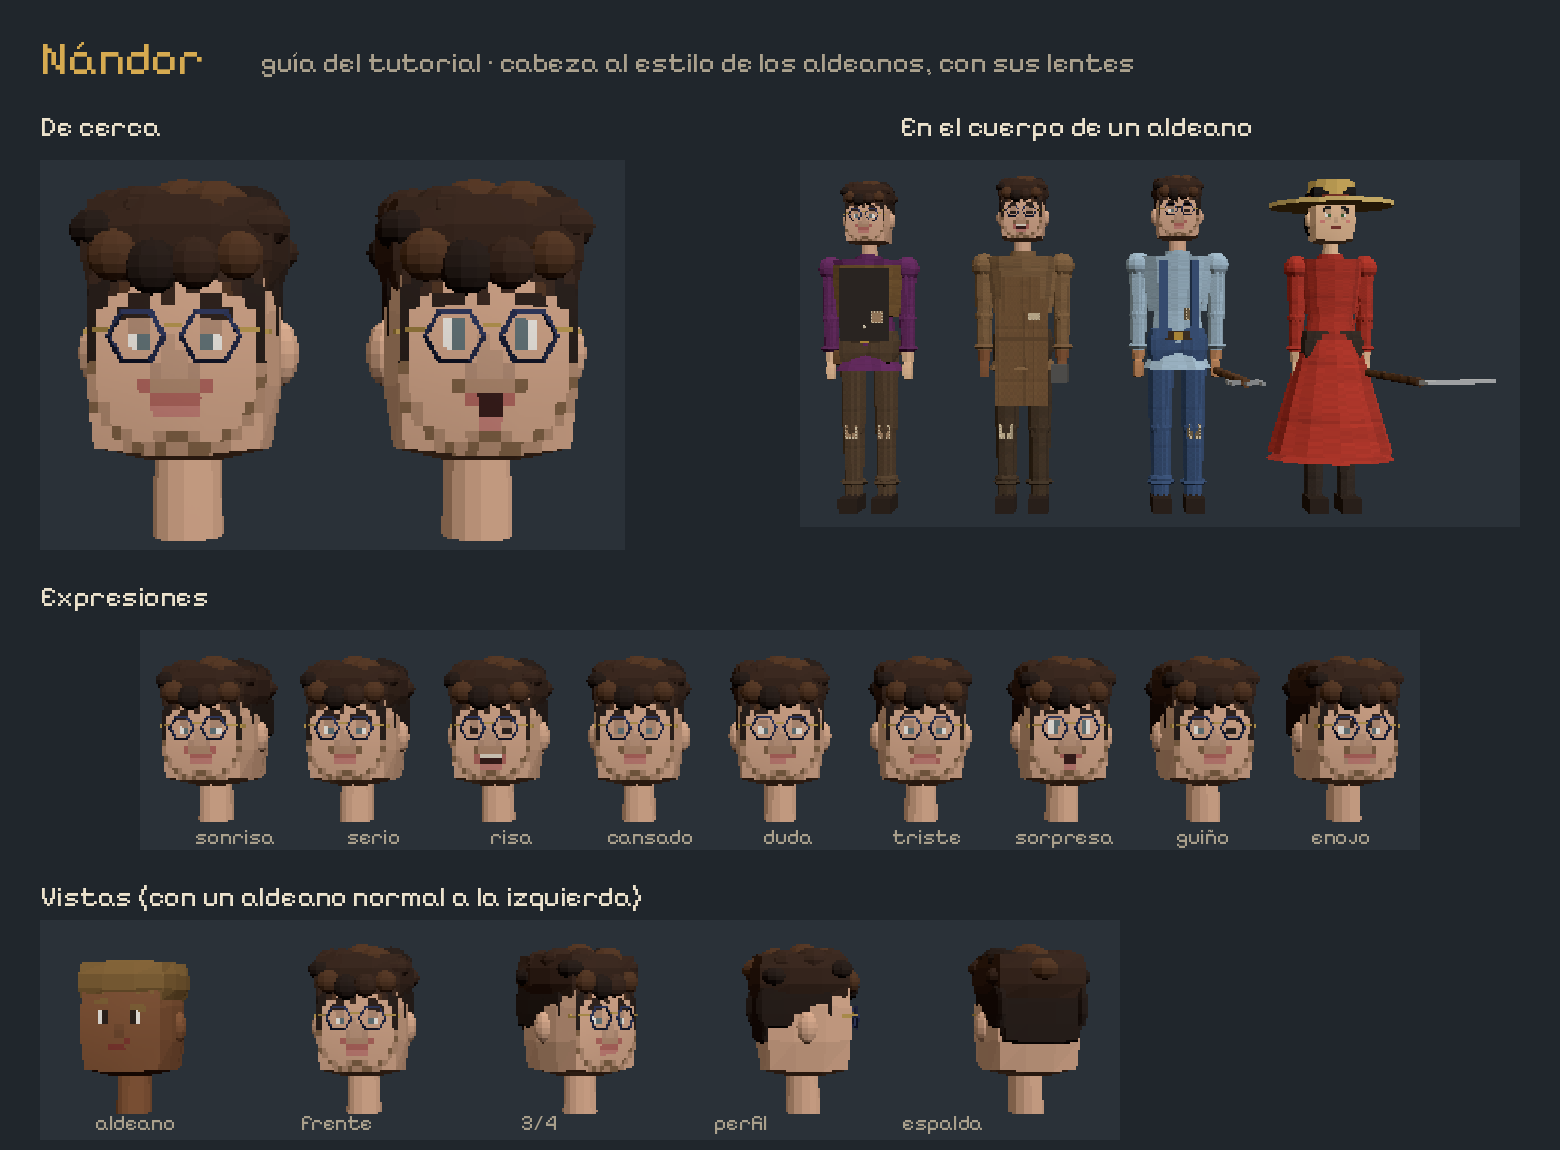 Nándor
guía del tutorial · cabeza al estilo de los aldeanos, con sus lentes
De cerca
En el cuerpo de un aldeano
Expresiones
sonrisa
serio
risa
cansado
duda
triste
sorpresa
guiño
enojo
Vistas (con un aldeano normal a la izquierda)
aldeano
frente
3/4
perfil
espalda